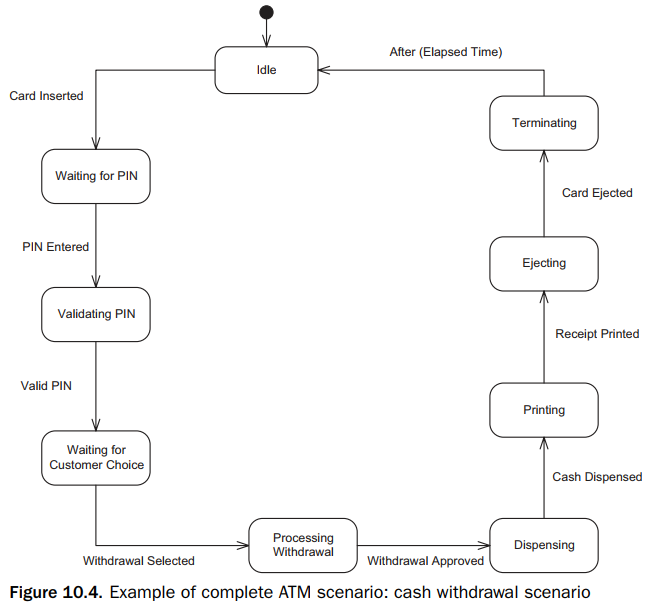 After (Elapsed Time)
Idle
Card Inserted
Terminating
Waiting for PIN
Card Ejected
PIN Entered
Ejecting
Validating PIN
Receipt Printed
Valid PIN
Printing
Waiting for
Customer Choice
Cash Dispensed
Processing
Withdrawal
Dispensing
Withdrawal Selected
Withdrawal Approved
Figure 10.4. Example of complete ATM scenario: cash withdrawal scenario